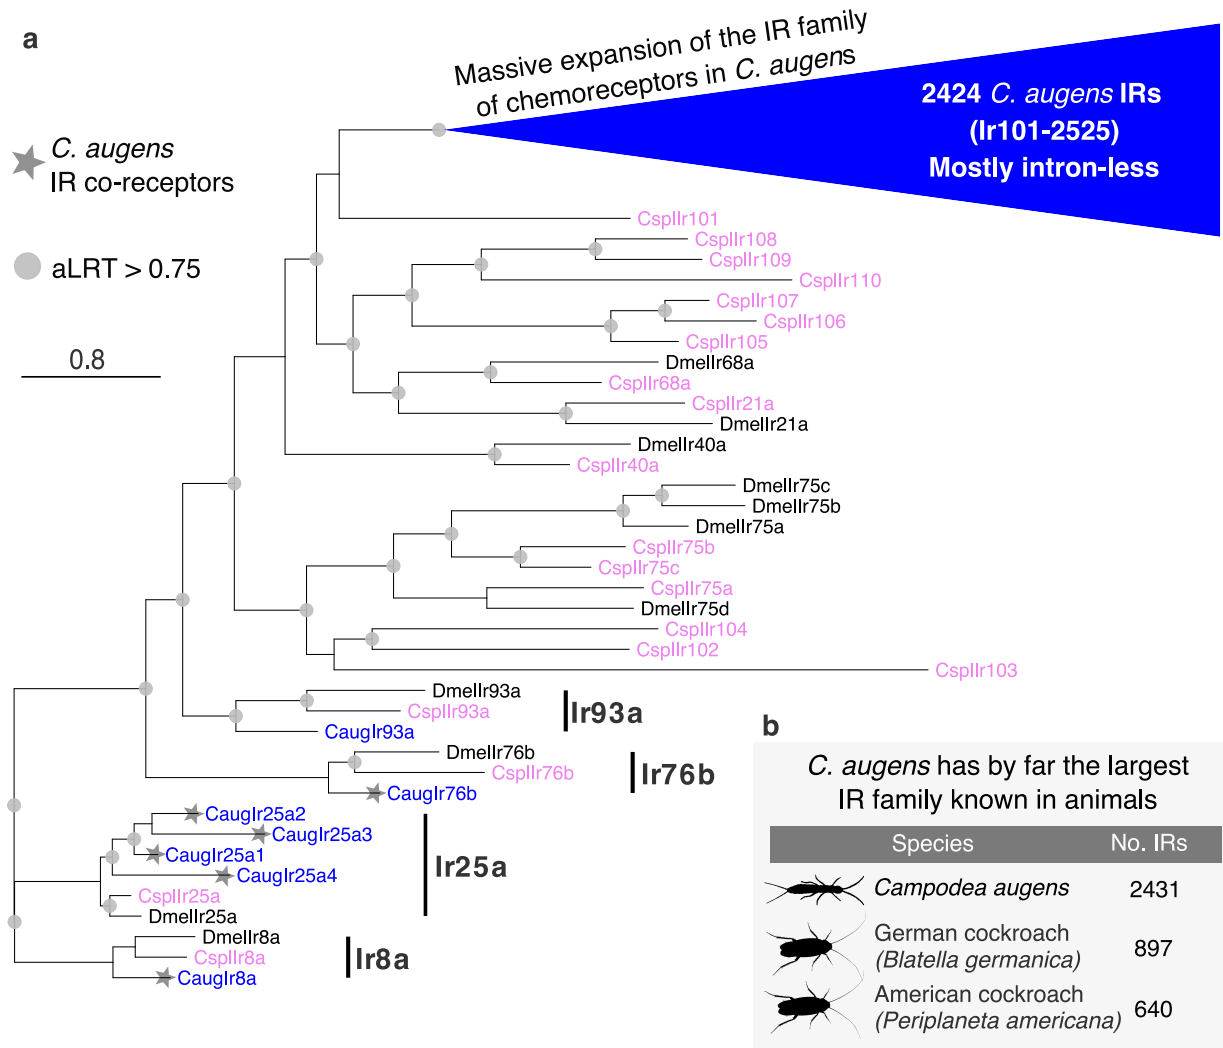 a
Massive expansion of the IR family
of chemoreceptors in C. augens
2424 C. augens IRs
(Ir101-2525)
Mostly intron-less
C. augens
IR co-receptors
aLRT > 0.75
0.8
CspIIr101
CspIIr108
CspIIr109
CspIIr110
CspIIr107
CspIIr106
CspIIr105
DmelIr68a
CspIIr68a
CspIIr21a
DmelIr21a
DmelIr40a
CspIIr40a
DmelIr75c
DmelIr75b
DmelIr75a
CspIIr75b
CspIIr75c
CspIIr75a
DmelIr75d
CspIIr104
CspIIr102
CspIIr103
DmelIr93a
CspIIr93a
CaugIr93a
Ir93a
DmelIr76b
CspIIr76b
CaugIr76b
Ir76b
CaugIr25a2
CaugIr25a3
CaugIr25a1
CaugIr25a4
CspIIr25a
DmelIr25a
Ir25a
DmelIr8a
CspIIr8a
CaugIr8a
Ir8a
b
C. augens has by far the largest
IR family known in animals
Species No. IRs
Campodea augens 2431
German cockroach
(Blatella germanica) 897
American cockroach
(Periplaneta americana) 640